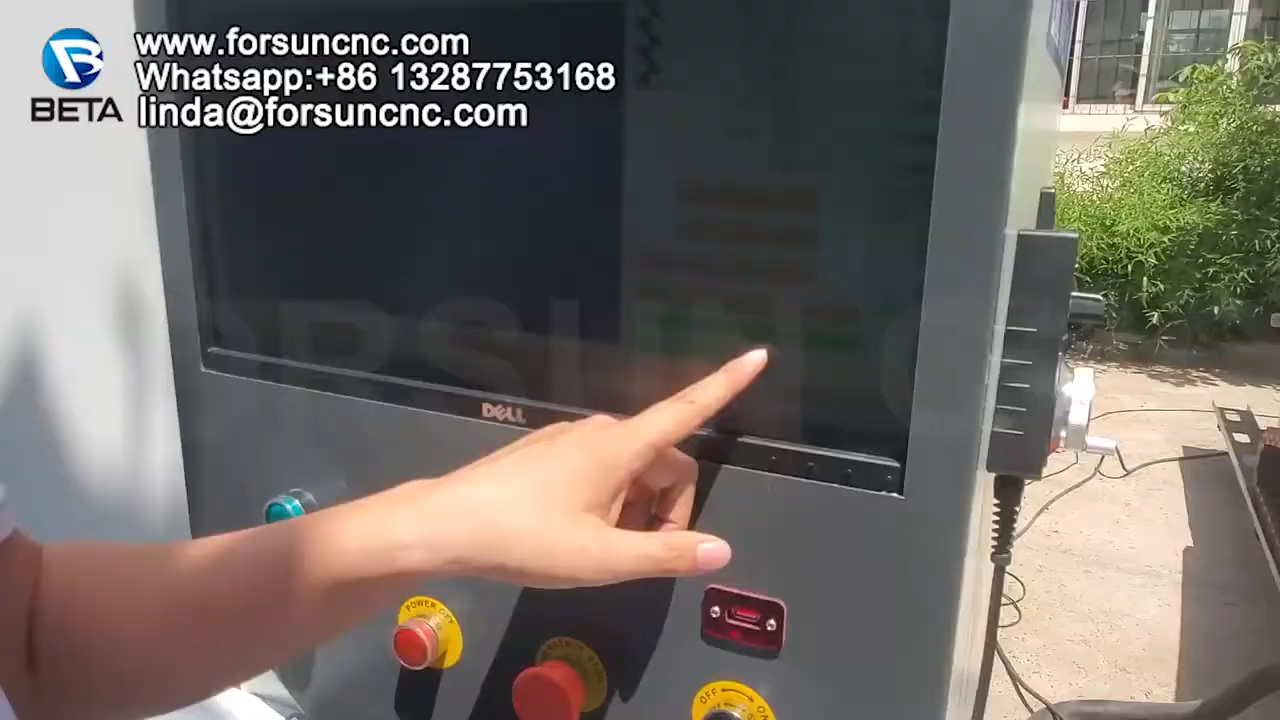 www.forsuncnc.com
Whatsapp:+86 13287753168
BETA
linda@forsuncnc.com
DELL
POWER OFF
OFF
ON